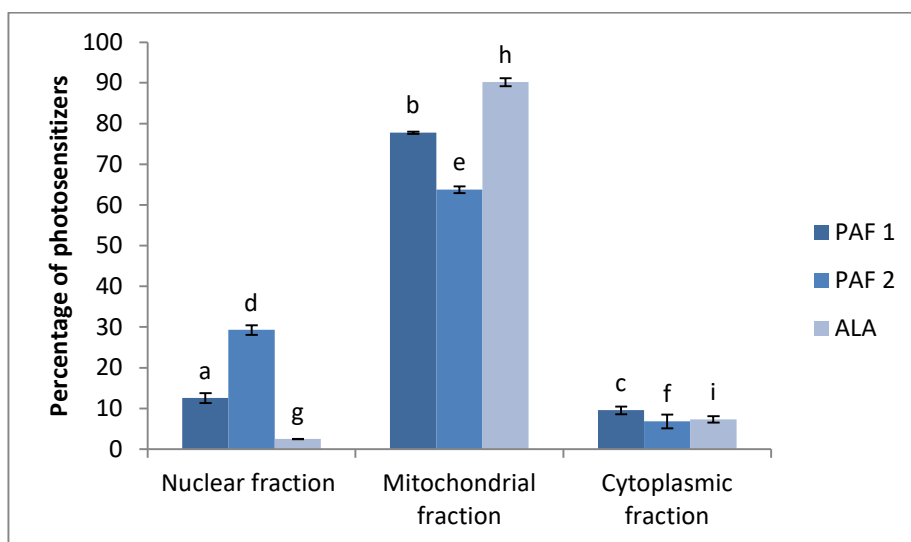 Percentage of photosensitizers
100
90
80
70
60
50
40
30
20
10
0
a
d
g
b
e
h
c
f
i
Nuclear fraction
Mitochondrial
fraction
Cytoplasmic
fraction
PAF 1
PAF 2
ALA